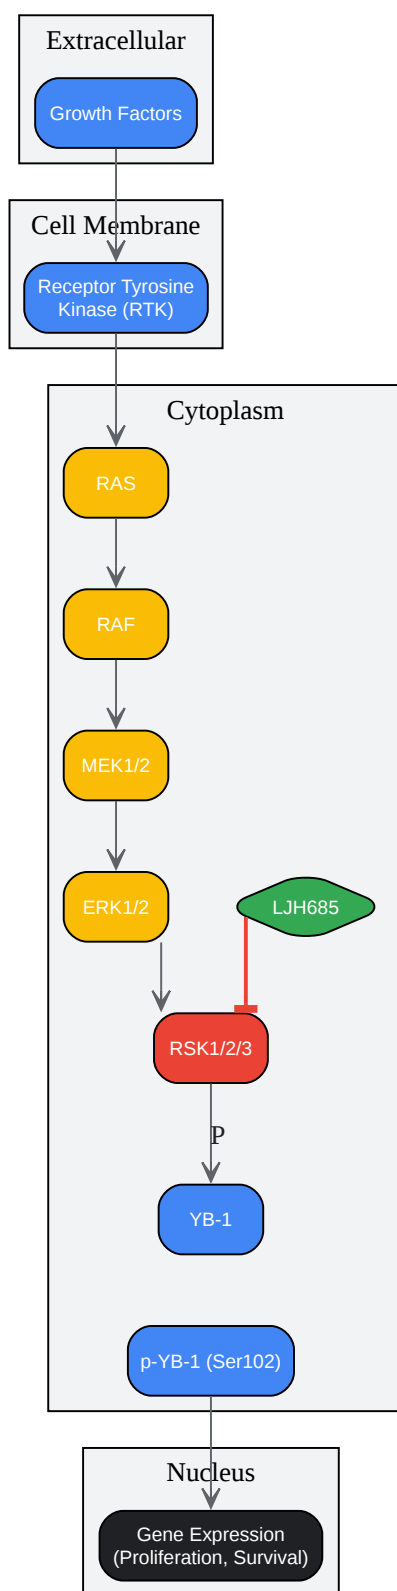 Extracellular
Growth Factors
Cell Membrane
Receptor Tyrosine
Kinase (RTK)
Cytoplasm
RAS
RAF
MEK1/2
ERK1/2
LJH685
RSK1/2/3
P
YB-1
p-YB-1 (Ser102)
Nucleus
Gene Expression
(Proliferation, Survival)